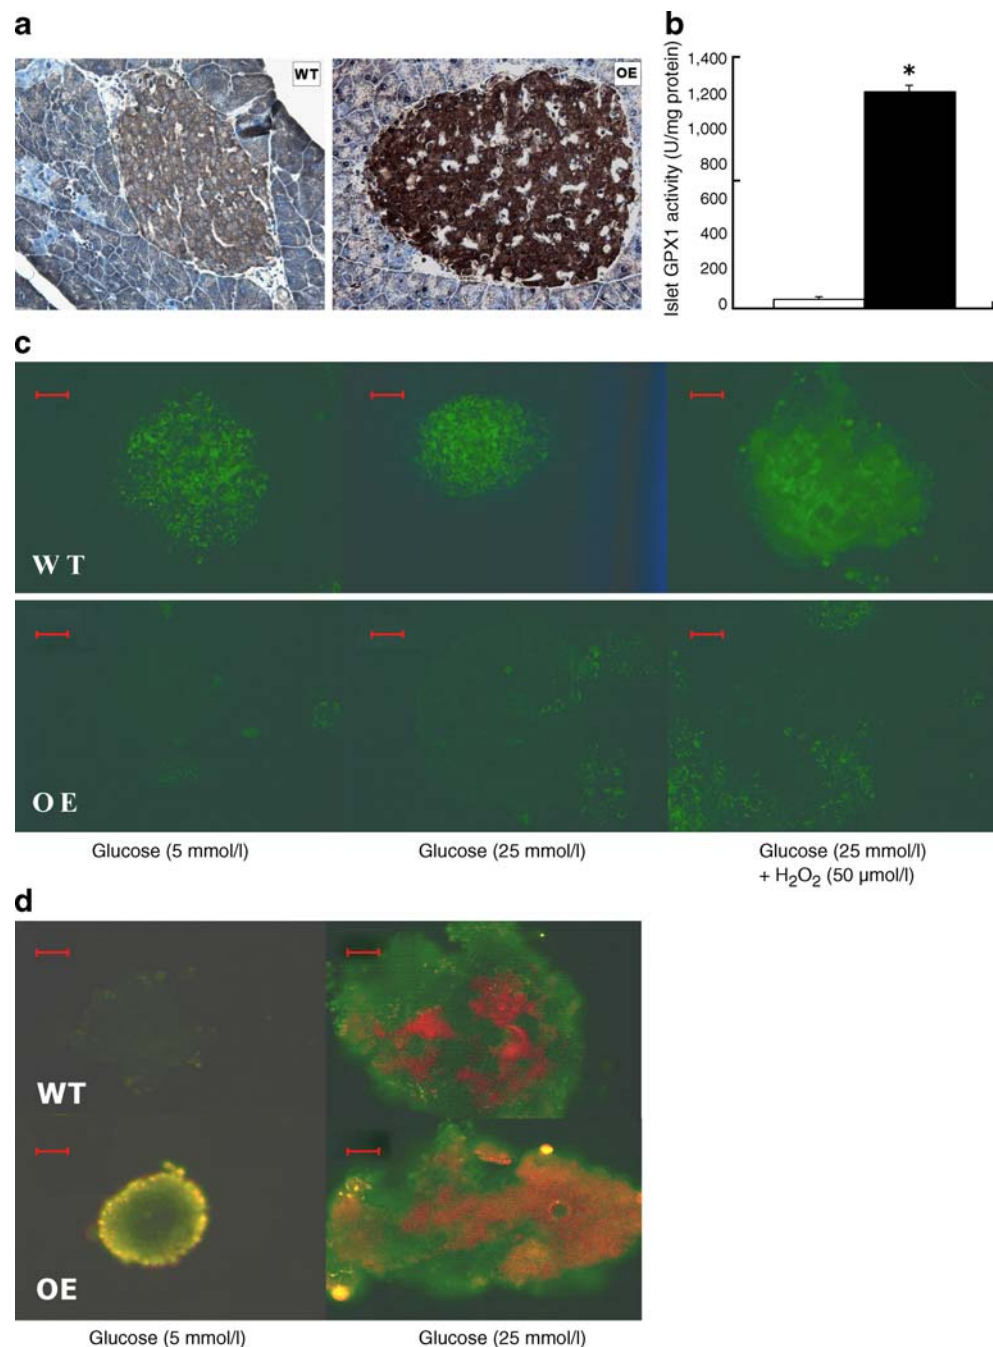 a
WT
OE
b
Islet GPX1 activity (U/mg protein)
1,400
1,200
1,000
800
600
400
200
0
*
c
WT
OE
Glucose (5 mmol/l)
Glucose (25 mmol/l)
Glucose (25 mmol/l)
+ H₂O₂ (50 μmol/l)
d
WT
OE
Glucose (5 mmol/l)
Glucose (25 mmol/l)